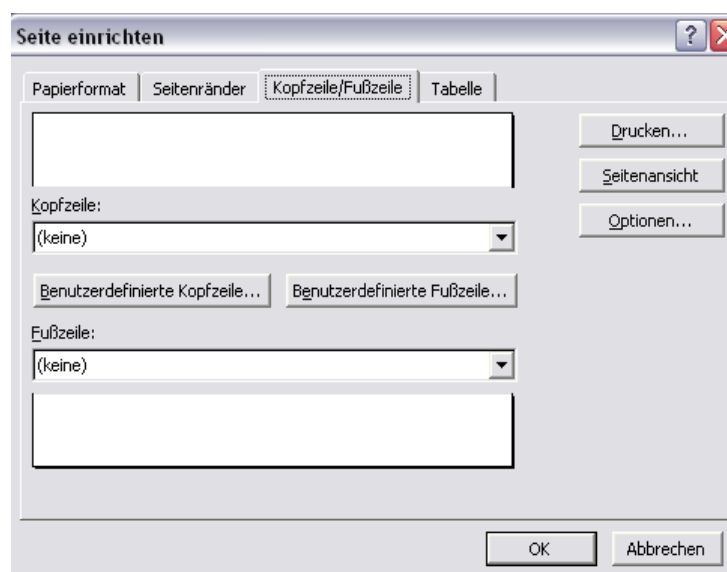 Seite einrichten
?
Papierformat Seitenränder Kopfzeile/Fußzeile Tabelle
Drucken...
Seitenansicht
Kopfzeile:
Optionen...
(keine)
Benutzerdefinierte Kopfzeile... Benutzerdefinierte Fußzeile...
Fußzeile:
(keine)
OK Abbrechen